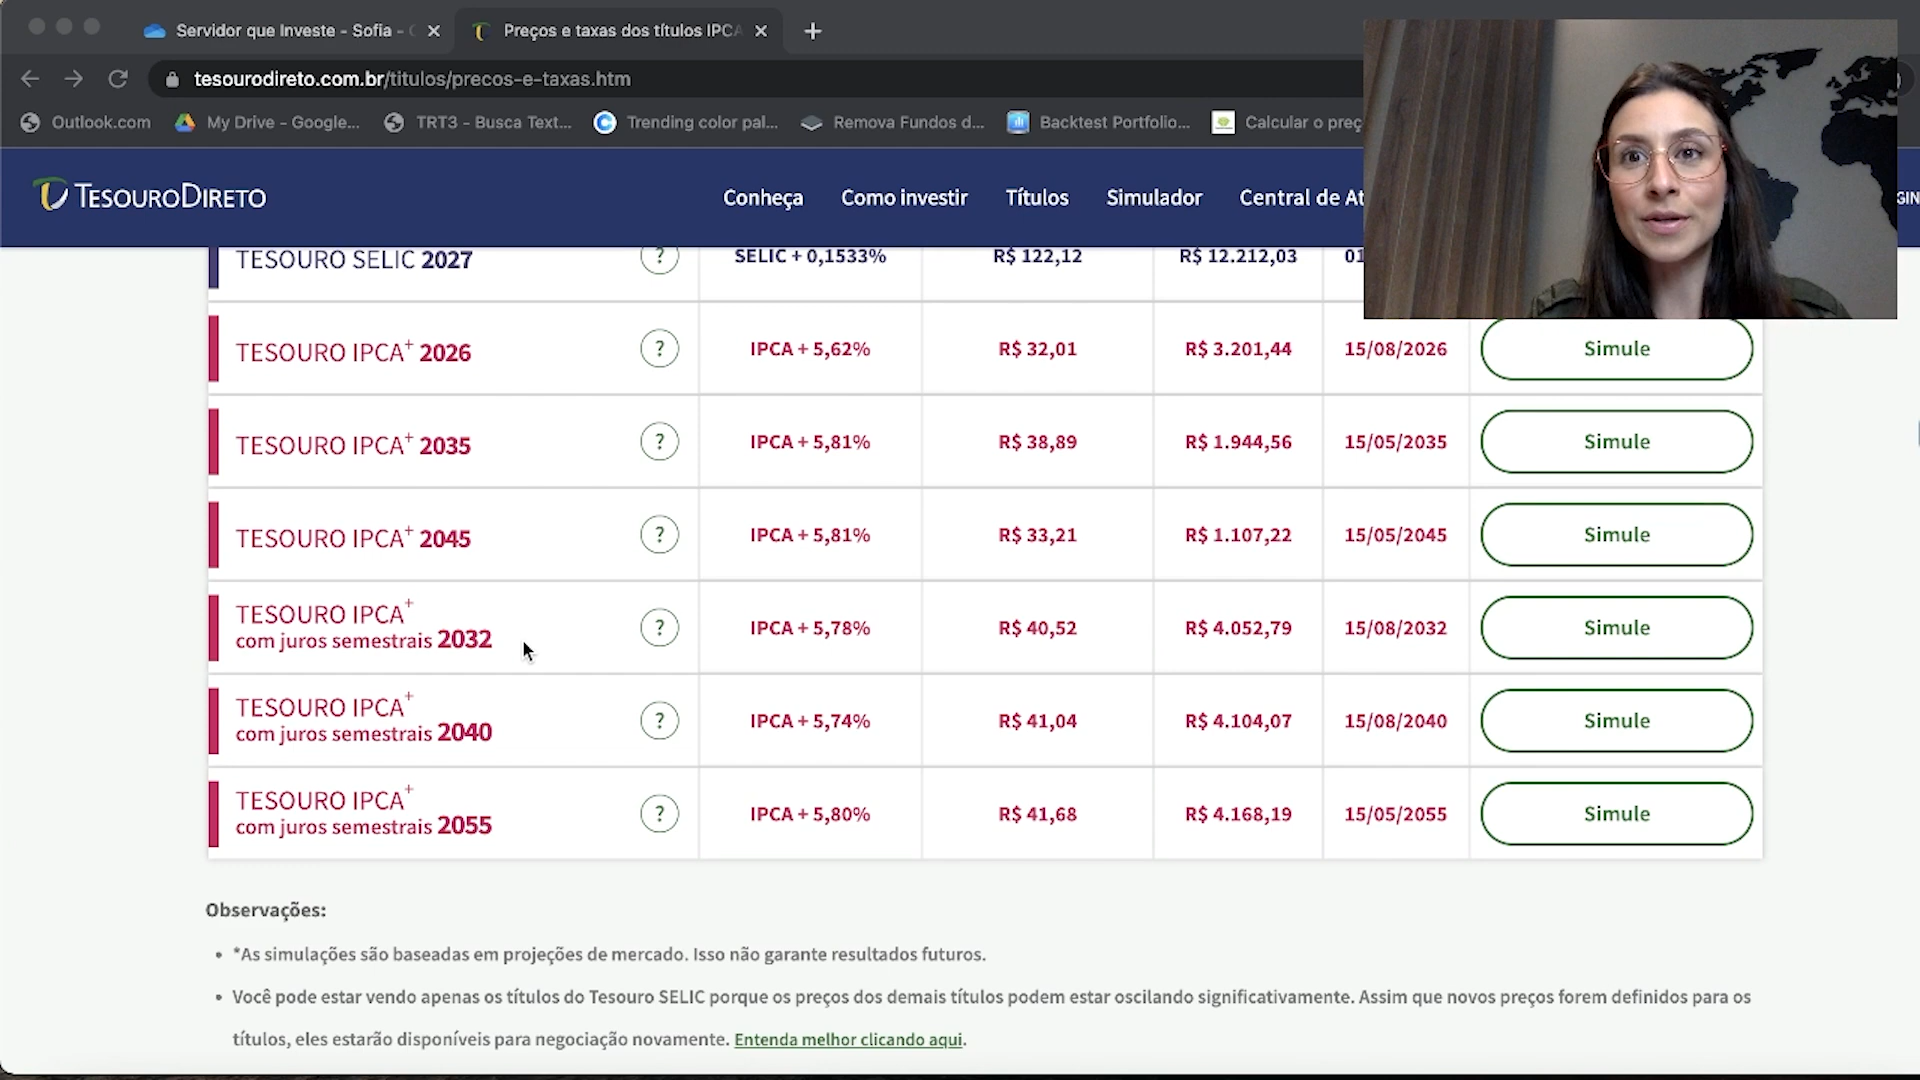 Servidor que Investe - Sofia -
Preços e taxas dos títulos IPCA
tesourodireto.com.br/titulos/precos-e-taxas.htm
Outlook.com
My Drive - Google...
TRT3 - Busca Text...
Trending color pal...
Remova Fundos d...
Backtest Portfolio...
Calcular o preç
TESOURODIRETO
Conheça
Como investir
Títulos
Simulador
Central de At
GIN
TESOURO SELIC 2027 ? SELIC + 0,1533% R$ 122,12 R$ 12.212,03 01
TESOURO IPCA+ 2026 ? IPCA + 5,62% R$ 32,01 R$ 3.201,44 15/08/2026 Simule
TESOURO IPCA+ 2035 ? IPCA + 5,81% R$ 38,89 R$ 1.944,56 15/05/2035 Simule
TESOURO IPCA+ 2045 ? IPCA + 5,81% R$ 33,21 R$ 1.107,22 15/05/2045 Simule
TESOURO IPCA+
com juros semestrais 2032 ? IPCA + 5,78% R$ 40,52 R$ 4.052,79 15/08/2032 Simule
TESOURO IPCA+
com juros semestrais 2040 ? IPCA + 5,74% R$ 41,04 R$ 4.104,07 15/08/2040 Simule
TESOURO IPCA+
com juros semestrais 2055 ? IPCA + 5,80% R$ 41,68 R$ 4.168,19 15/05/2055 Simule
Observações:
• *As simulações são baseadas em projeções de mercado. Isso não garante resultados futuros.
• Você pode estar vendo apenas os títulos do Tesouro SELIC porque os preços dos demais títulos podem estar oscilando significativamente. Assim que novos preços forem definidos para os
títulos, eles estarão disponíveis para negociação novamente. Entenda melhor clicando aqui.